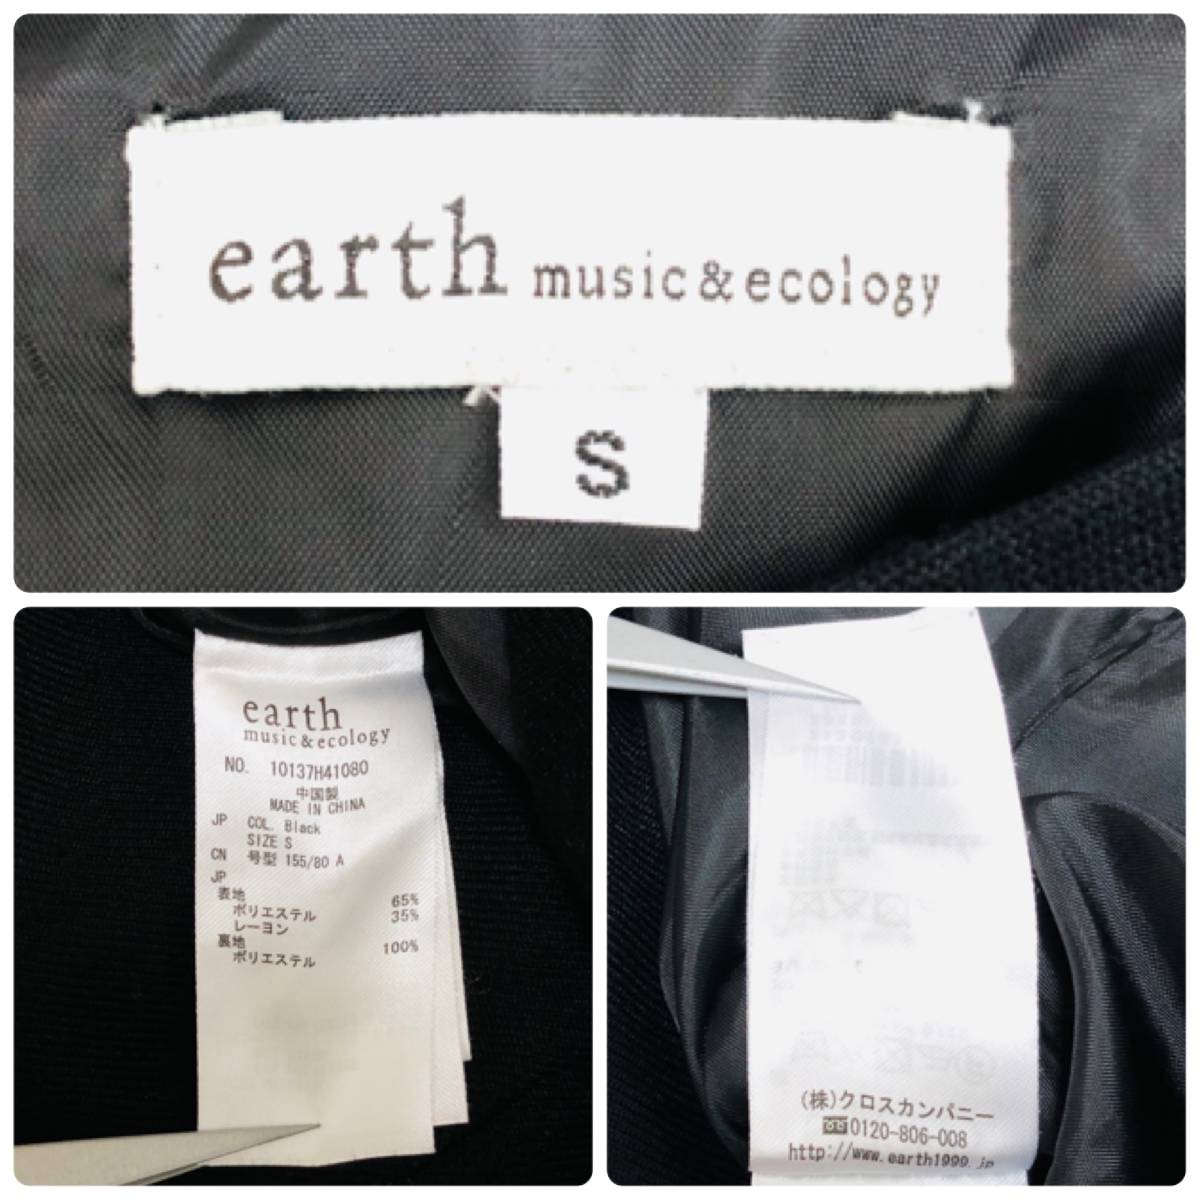 earth music&ecology
S
earth
music&ecology
NO. 10137H41080
中国製
MADE IN CHINA
JP COL. Black
SIZE S
CN 号型 155/80 A
JP
表地
ポリエステル 65%
レーヨン 35%
裏地
ポリエステル 100%
(株)クロスカンパニー
0120-806-008
http://www.earth1999.jp